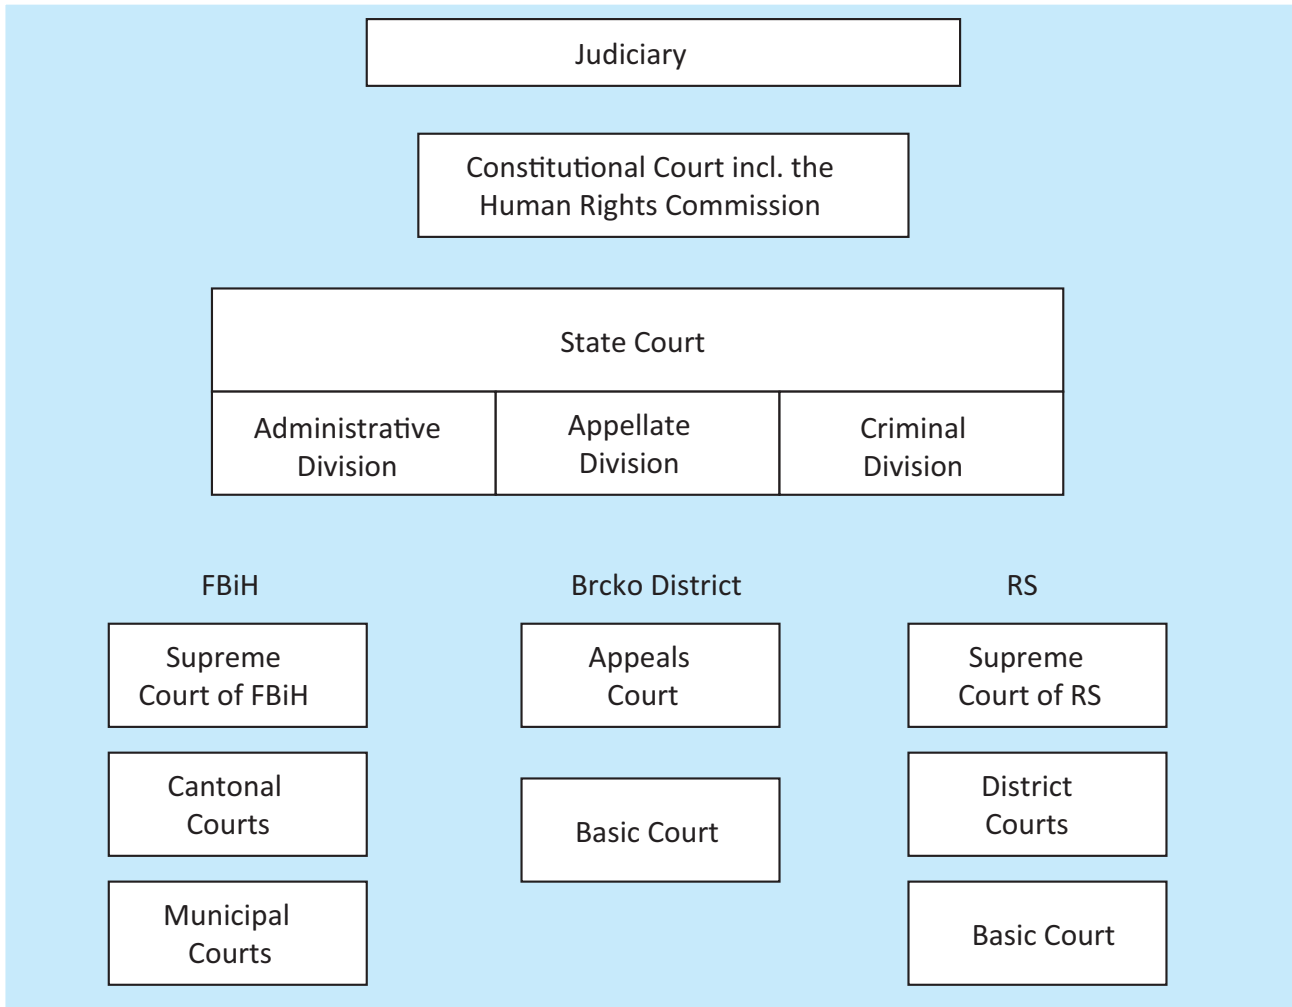 Judiciary
Constitutional Court incl. the
Human Rights Commission
State Court
Administrative
Division
Appellate
Division
Criminal
Division
FBiH
Brcko District
RS
Supreme
Court of FBiH
Appeals
Court
Supreme
Court of RS
Cantonal
Courts
Basic Court
District
Courts
Municipal
Courts
Basic Court